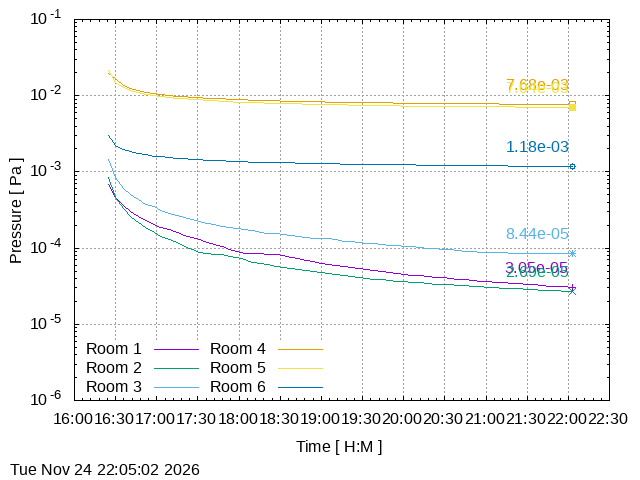 10^-1
10^-2
10^-3
10^-4
10^-5
10^-6
Pressure [ Pa ]
7.68e-03
1.18e-03
8.44e-05
3.05e-05
Room 1 Room 4
Room 2 Room 5
Room 3 Room 6
16:00 16:30 17:00 17:30 18:00 18:30 19:00 19:30 20:00 20:30 21:00 21:30 22:00 22:30
Time [ H:M ]
Tue Nov 24 22:05:02 2026